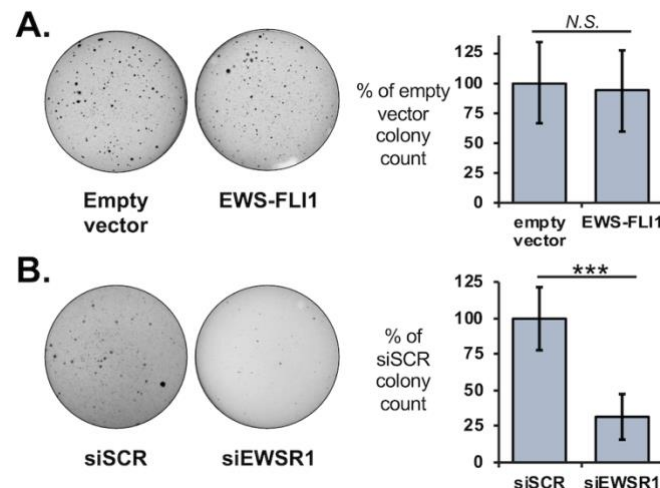 A.
Empty
vector
EWS-FLI1
% of empty
vector
colony
count
N.S.
125
100
75
50
25
empty
vector
EWS-FLI1
B.
siSCR
siEWSR1
% of
siSCR
colony
count
***
125
100
75
50
25
0
siSCR
siEWSR1